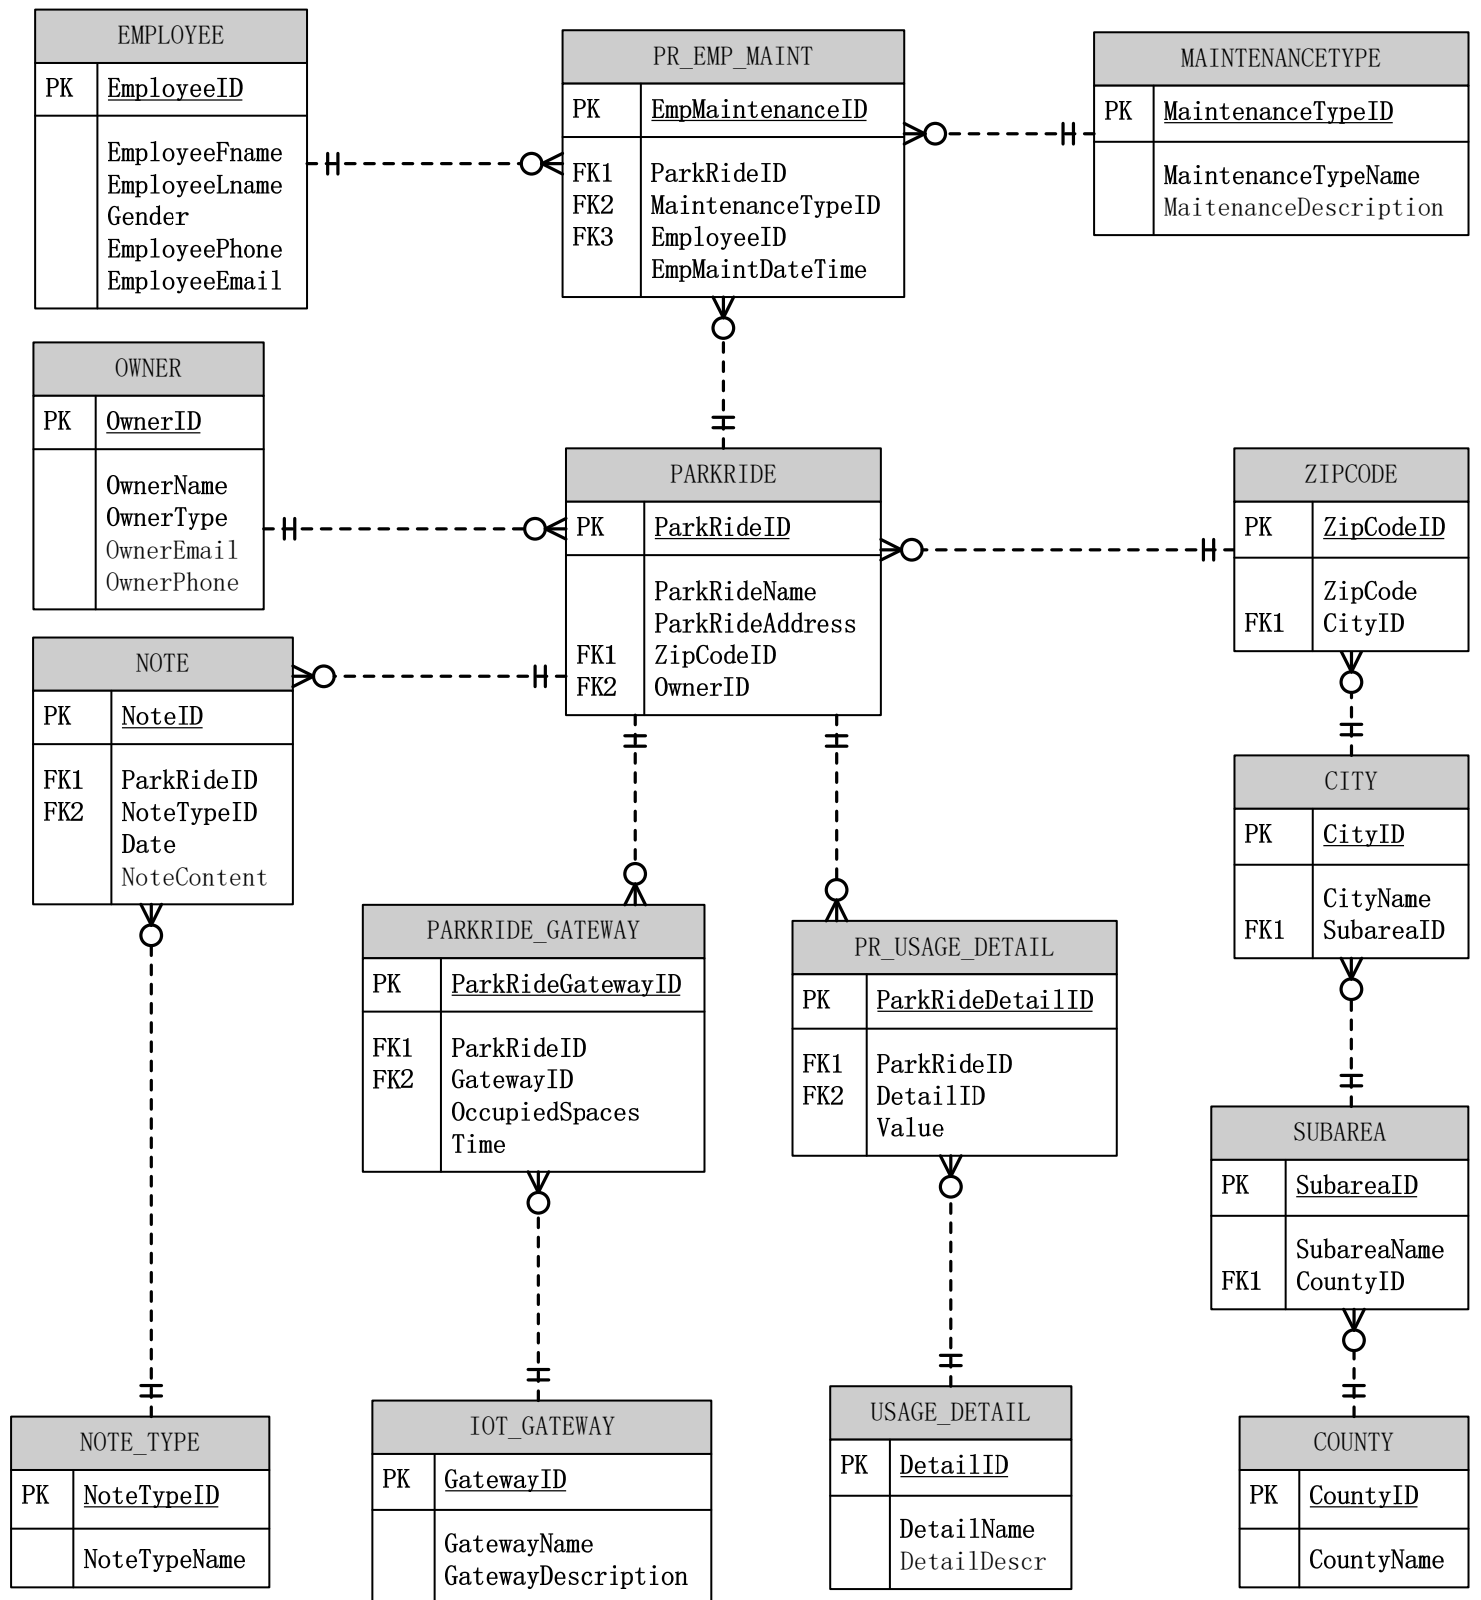 EMPLOYEE
PK EmployeeID
EmployeeFname
EmployeeLname
Gender
EmployeePhone
EmployeeEmail
PR_EMP_MAINT
PK EmpMaintenanceID
FK1 ParkRideID
FK2 MaintenanceTypeID
FK3 EmployeeID
EmpMaintDateTime
MAINTENANCETYPE
PK MaintenanceTypeID
MaintenanceTypeName
MaitenanceDescription
OWNER
PK OwnerID
OwnerName
OwnerType
OwnerEmail
OwnerPhone
PARKRIDE
PK ParkRideID
ParkRideName
ParkRideAddress
FK1 ZipCodeID
FK2 OwnerID
ZIPCODE
PK ZipCodeID
ZipCode
FK1 CityID
NOTE
PK NoteID
FK1 ParkRideID
FK2 NoteTypeID
Date
NoteContent
CITY
PK CityID
CityName
FK1 SubareaID
PARKRIDE_GATEWAY
PK ParkRideGatewayID
FK1 ParkRideID
FK2 GatewayID
OccupiedSpaces
Time
PR_USAGE_DETAIL
PK ParkRideDetailID
FK1 ParkRideID
FK2 DetailID
Value
SUBAREA
PK SubareaID
SubareaName
FK1 CountyID
NOTE_TYPE
PK NoteTypeID
NoteTypeName
IOT_GATEWAY
PK GatewayID
GatewayName
GatewayDescription
USAGE_DETAIL
PK DetailID
DetailName
DetailDescr
COUNTY
PK CountyID
CountyName